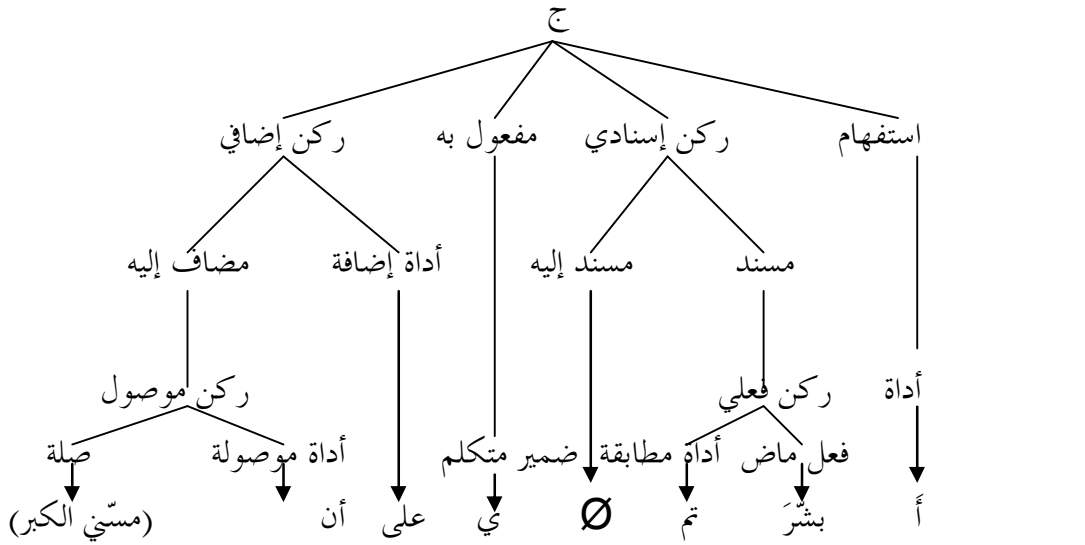 ج
استفهام ركن إسنادي مفعول به ركن إضافي
مسند مسند إليه أداة إضافة مضاف إليه
أداة ركن فعلي ركن موصول
فعل ماض أداة مطابقة ضمير متكلم أداة موصولة صلة
أَ بشّرَ تم Ø ي على أن (مسّني الكبر)